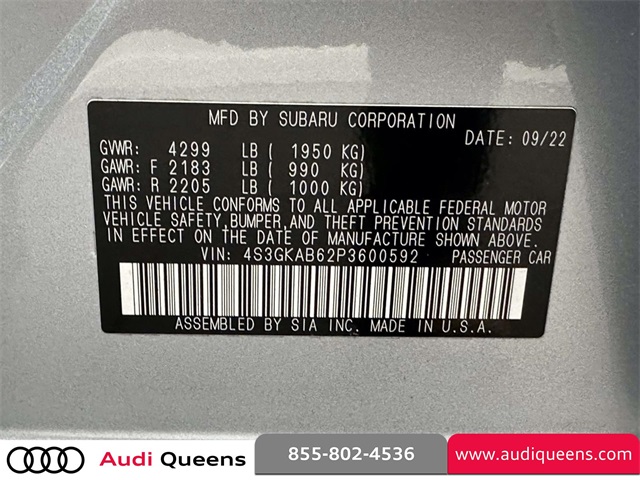 MFD BY SUBARU CORPORATION
DATE: 09/22
GVWR: 4299 LB ( 1950 KG)
GAWR: F 2183 LB ( 990 KG)
GAWR: R 2205 LB ( 1000 KG)
THIS VEHICLE CONFORMS TO ALL APPLICABLE FEDERAL MOTOR
VEHICLE SAFETY, BUMPER, AND THEFT PREVENTION STANDARDS
IN EFFECT ON THE DATE OF MANUFACTURE SHOWN ABOVE.
VIN: 4S3GKAB62P3600592 PASSENGER CAR
ASSEMBLED BY SIA INC. MADE IN U.S.A.
Audi Queens 855-802-4536 www.audiqueens.com